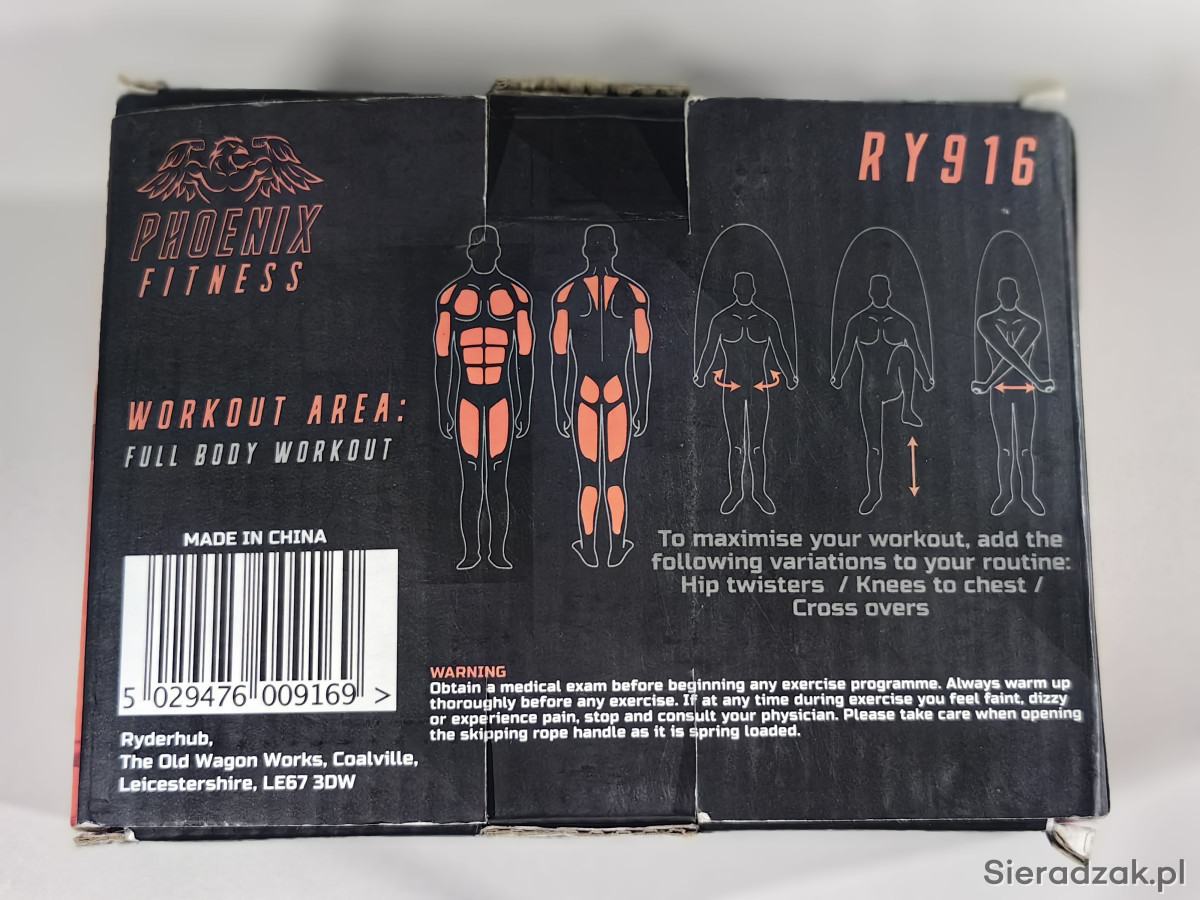 PHOENIX
FITNESS
RY916
WORKOUT AREA:
FULL BODY WORKOUT
MADE IN CHINA
5 029476 009169 >
Ryderhub,
The Old Wagon Works, Coalville,
Leicestershire, LE67 3DW
To maximise your workout, add the
following variations to your routine:
Hip twisters / Knees to chest /
Cross overs
WARNING
Obtain a medical exam before beginning any exercise programme. Always warm up
thoroughly before any exercise. If at any time during exercise you feel faint, dizzy
or experience pain, stop and consult your physician. Please take care when opening
the skipping rope handle as it is spring loaded.
Sieradzak.pl